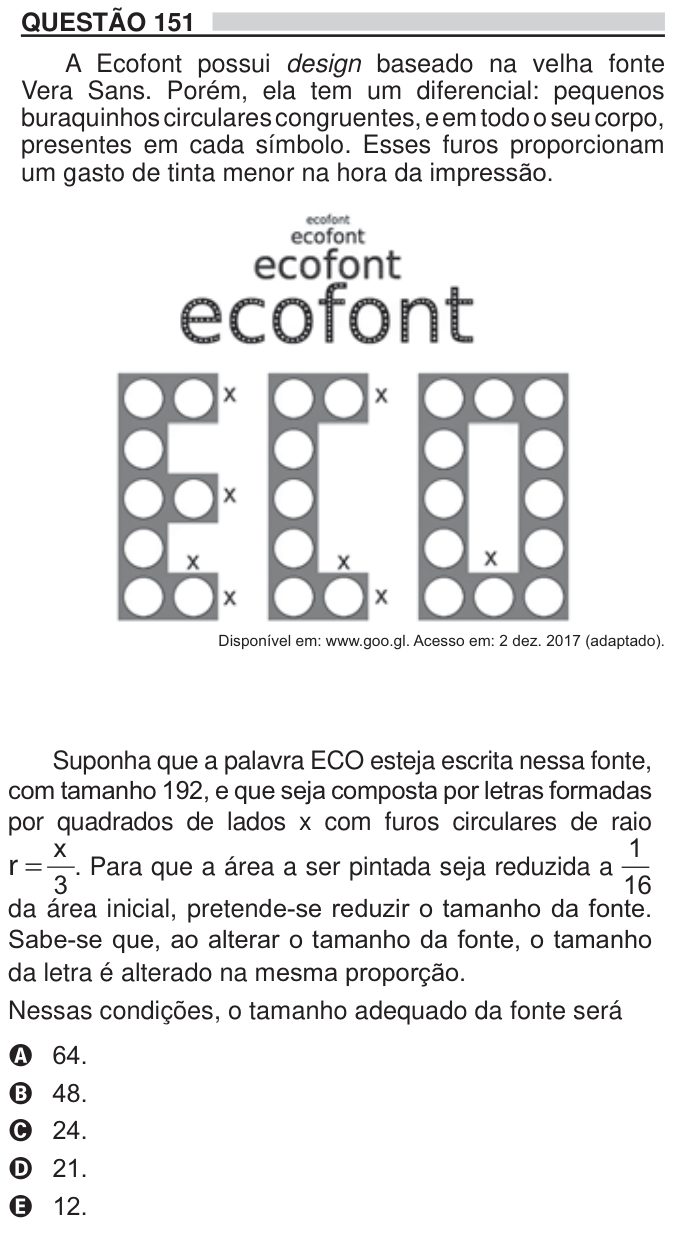 QUESTÃO 151
A Ecofont possui design baseado na velha fonte
Vera Sans. Porém, ela tem um diferencial: pequenos
buraquinhos circulares congruentes, e em todo o seu corpo,
presentes em cada símbolo. Esses furos proporcionam
um gasto de tinta menor na hora da impressão.
ecofont
ecofont
ecofont
ecofont
x x
ECO
x
x x x
x x
Disponível em: www.goo.gl. Acesso em: 2 dez. 2017 (adaptado).
Suponha que a palavra ECO esteja escrita nessa fonte,
com tamanho 192, e que seja composta por letras formadas
por quadrados de lados x com furos circulares de raio
r = x/3. Para que a área a ser pintada seja reduzida a 1/16
da área inicial, pretende-se reduzir o tamanho da fonte.
Sabe-se que, ao alterar o tamanho da fonte, o tamanho
da letra é alterado na mesma proporção.
Nessas condições, o tamanho adequado da fonte será
A 64.
B 48.
C 24.
D 21.
E 12.